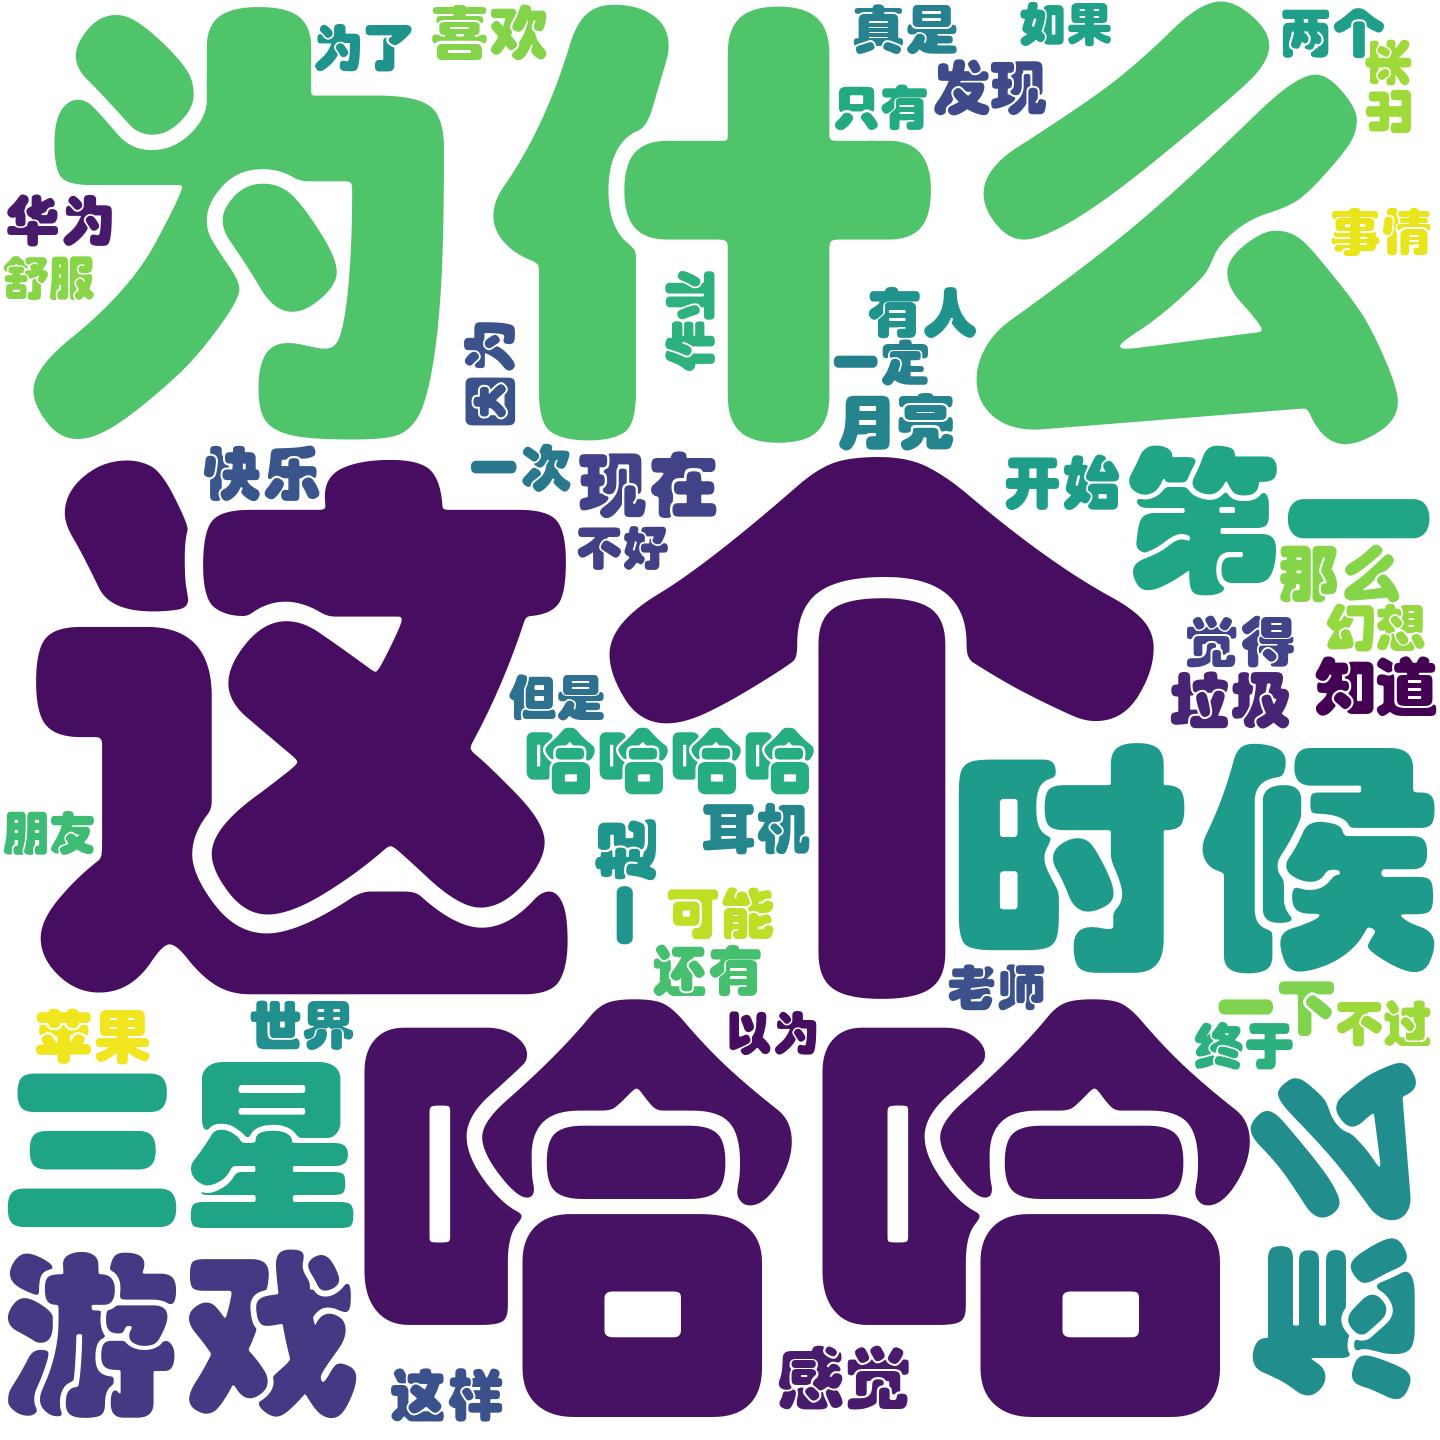 为什么
为了
喜欢
真是
如果
两个
出来
只有
发现
华为
舒服
事情
因为
作业
有人
一定
月亮
快乐
一次
现在
不好
开始
第一
那么
幻想
觉得
知道
垃圾
这个
但是
哈哈哈哈
时候
朋友
耳机
一起
可能
还有
老师
苹果
世界
以为
一下
不过
终于
三星
哈哈
怎么
游戏
这样
感觉